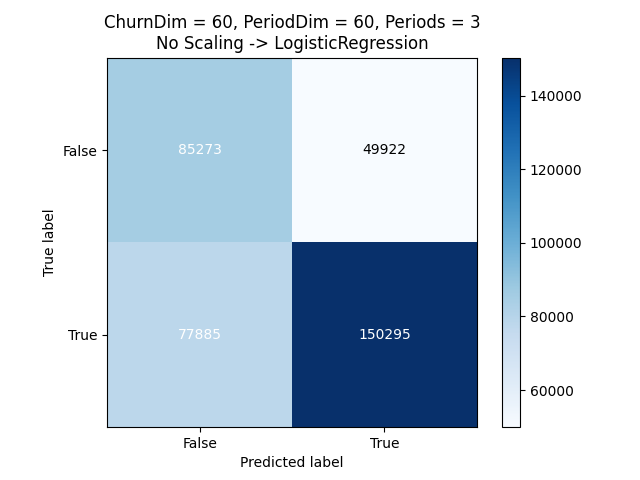 ChurnDim = 60, PeriodDim = 60, Periods = 3
No Scaling -> LogisticRegression
140000
120000
100000
80000
60000
True label
False
85273
49922
True
77885
150295
False
True
Predicted label